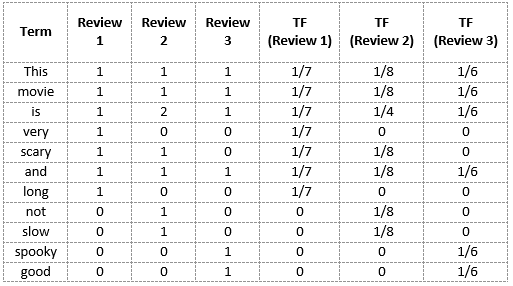 Term Review 1 Review 2 Review 3 TF (Review 1) TF (Review 2) TF (Review 3)
This 1 1 1 1/7 1/8 1/6
movie 1 1 1 1/7 1/8 1/6
is 1 2 1 1/7 1/4 1/6
very 1 0 0 1/7 0 0
scary 1 1 0 1/7 1/8 0
and 1 1 1 1/7 1/8 1/6
long 1 0 0 1/7 0 0
not 0 1 0 0 1/8 0
slow 0 1 0 0 1/8 0
spooky 0 0 1 0 0 1/6
good 0 0 1 0 0 1/6